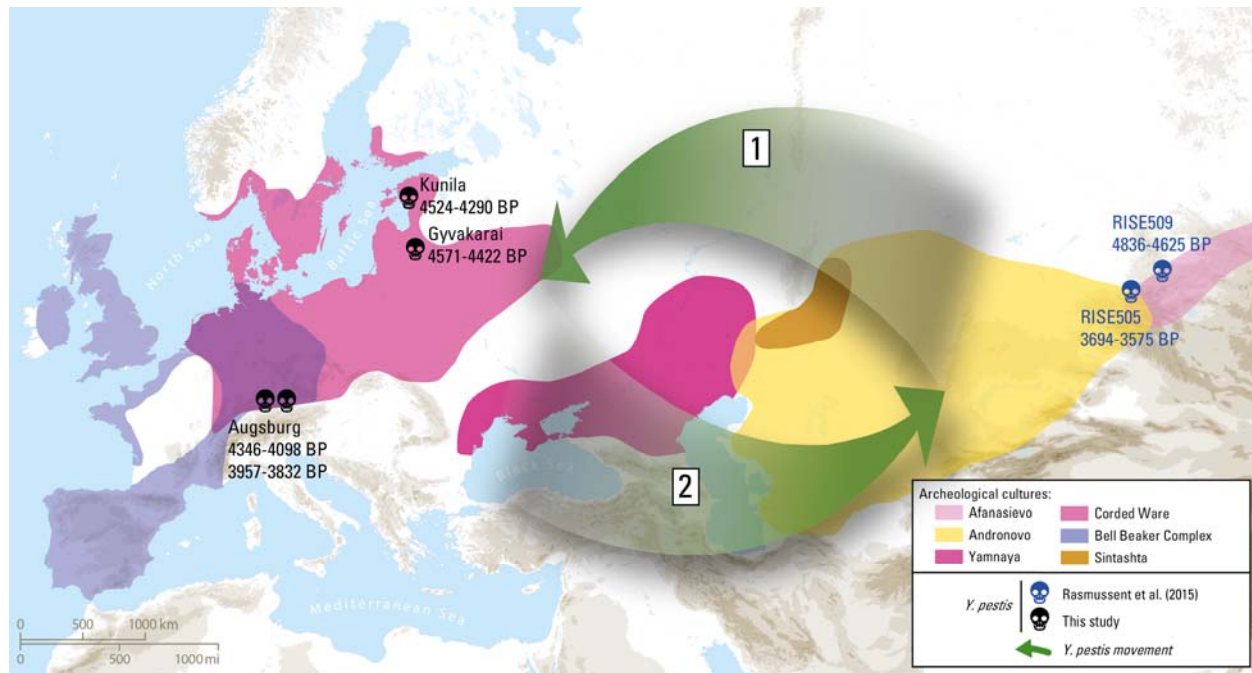 1
Kunila
4524-4290 BP
Gyvakarai
4571-4422 BP
North Sea
Baltic Sea
RISE509
4836-4625 BP
RISE505
3694-3575 BP
Augsburg
4346-4098 BP
3957-3832 BP
Black Sea
2
Mediterranean Sea
0 500 1000 km
0 500 1000 mi
Archeological cultures:
Afanasievo Corded Ware
Andronovo Bell Beaker Complex
Yamnaya Sintashta
Y. pestis
Rasmussent et al. (2015)
This study
Y. pestis movement